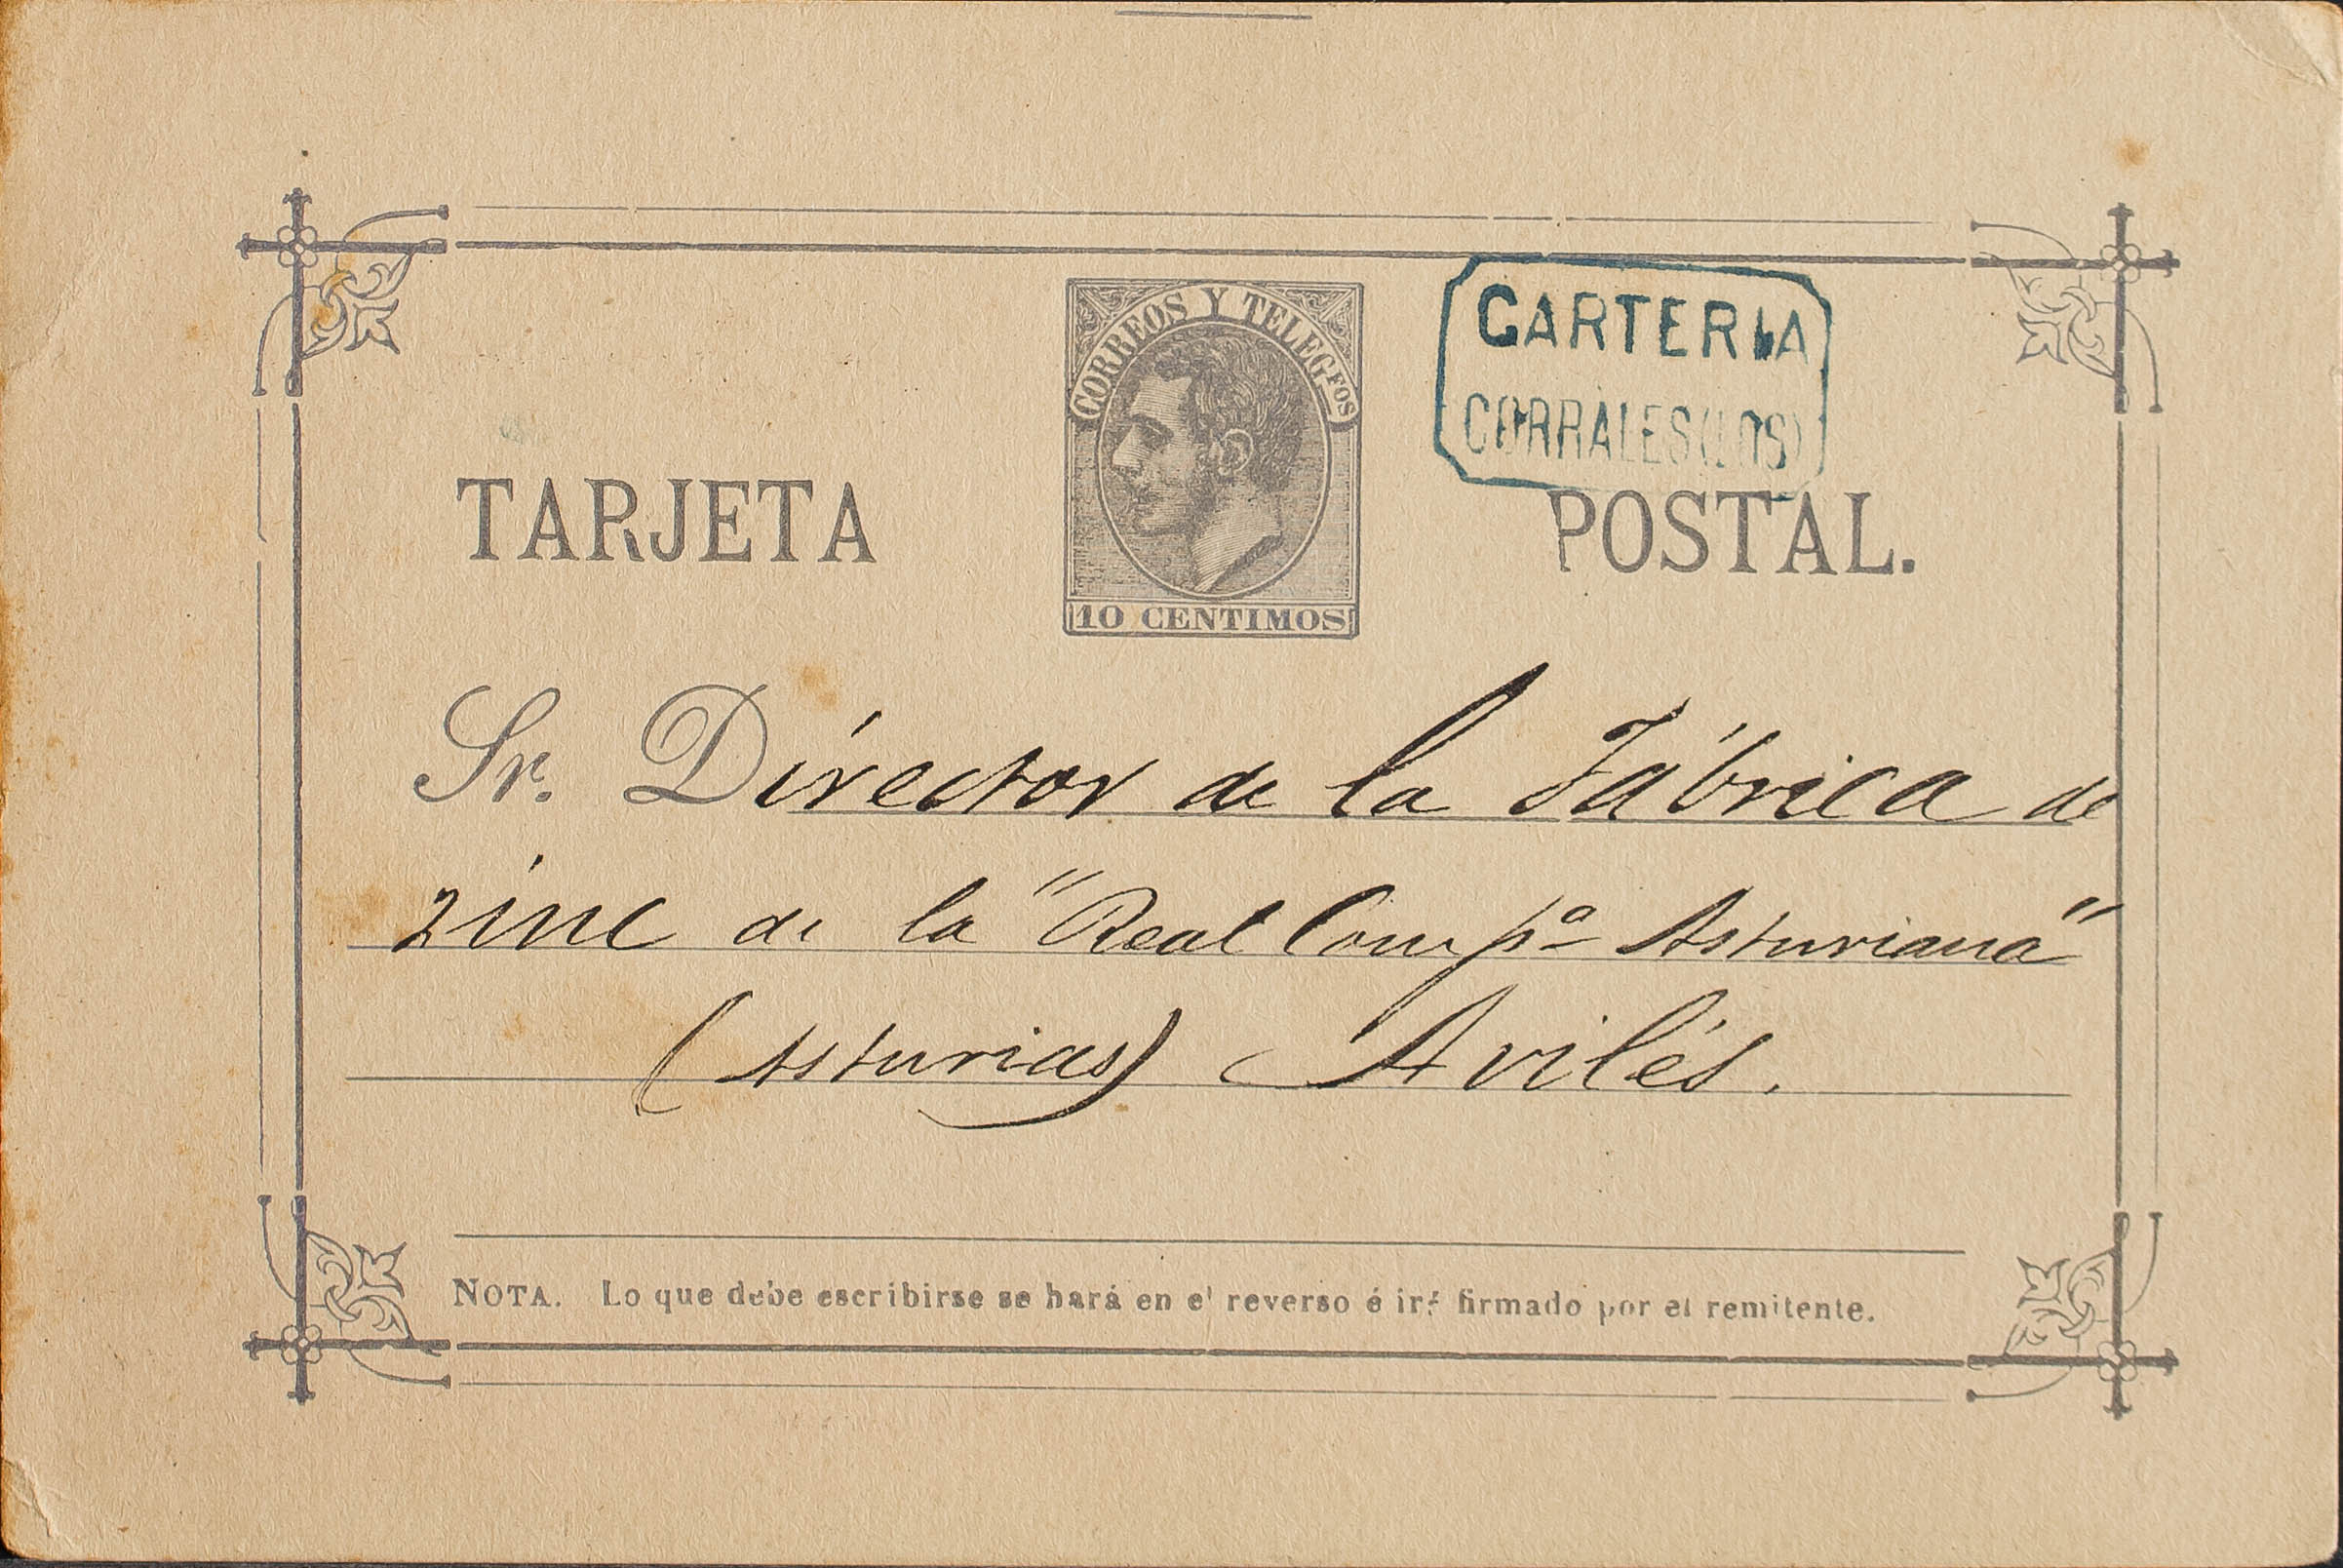 CORREOS Y TELEGFOS
CARTERIA
CORRALES (LOS)
TARJETA POSTAL.
10 CENTIMOS
Sr. Director de la Fábrica de
zinc de la "Real Compª Asturiana"
(Asturias) Avilés.
NOTA. Lo que debe escribirse se hará en el reverso é irá firmado por el remitente.